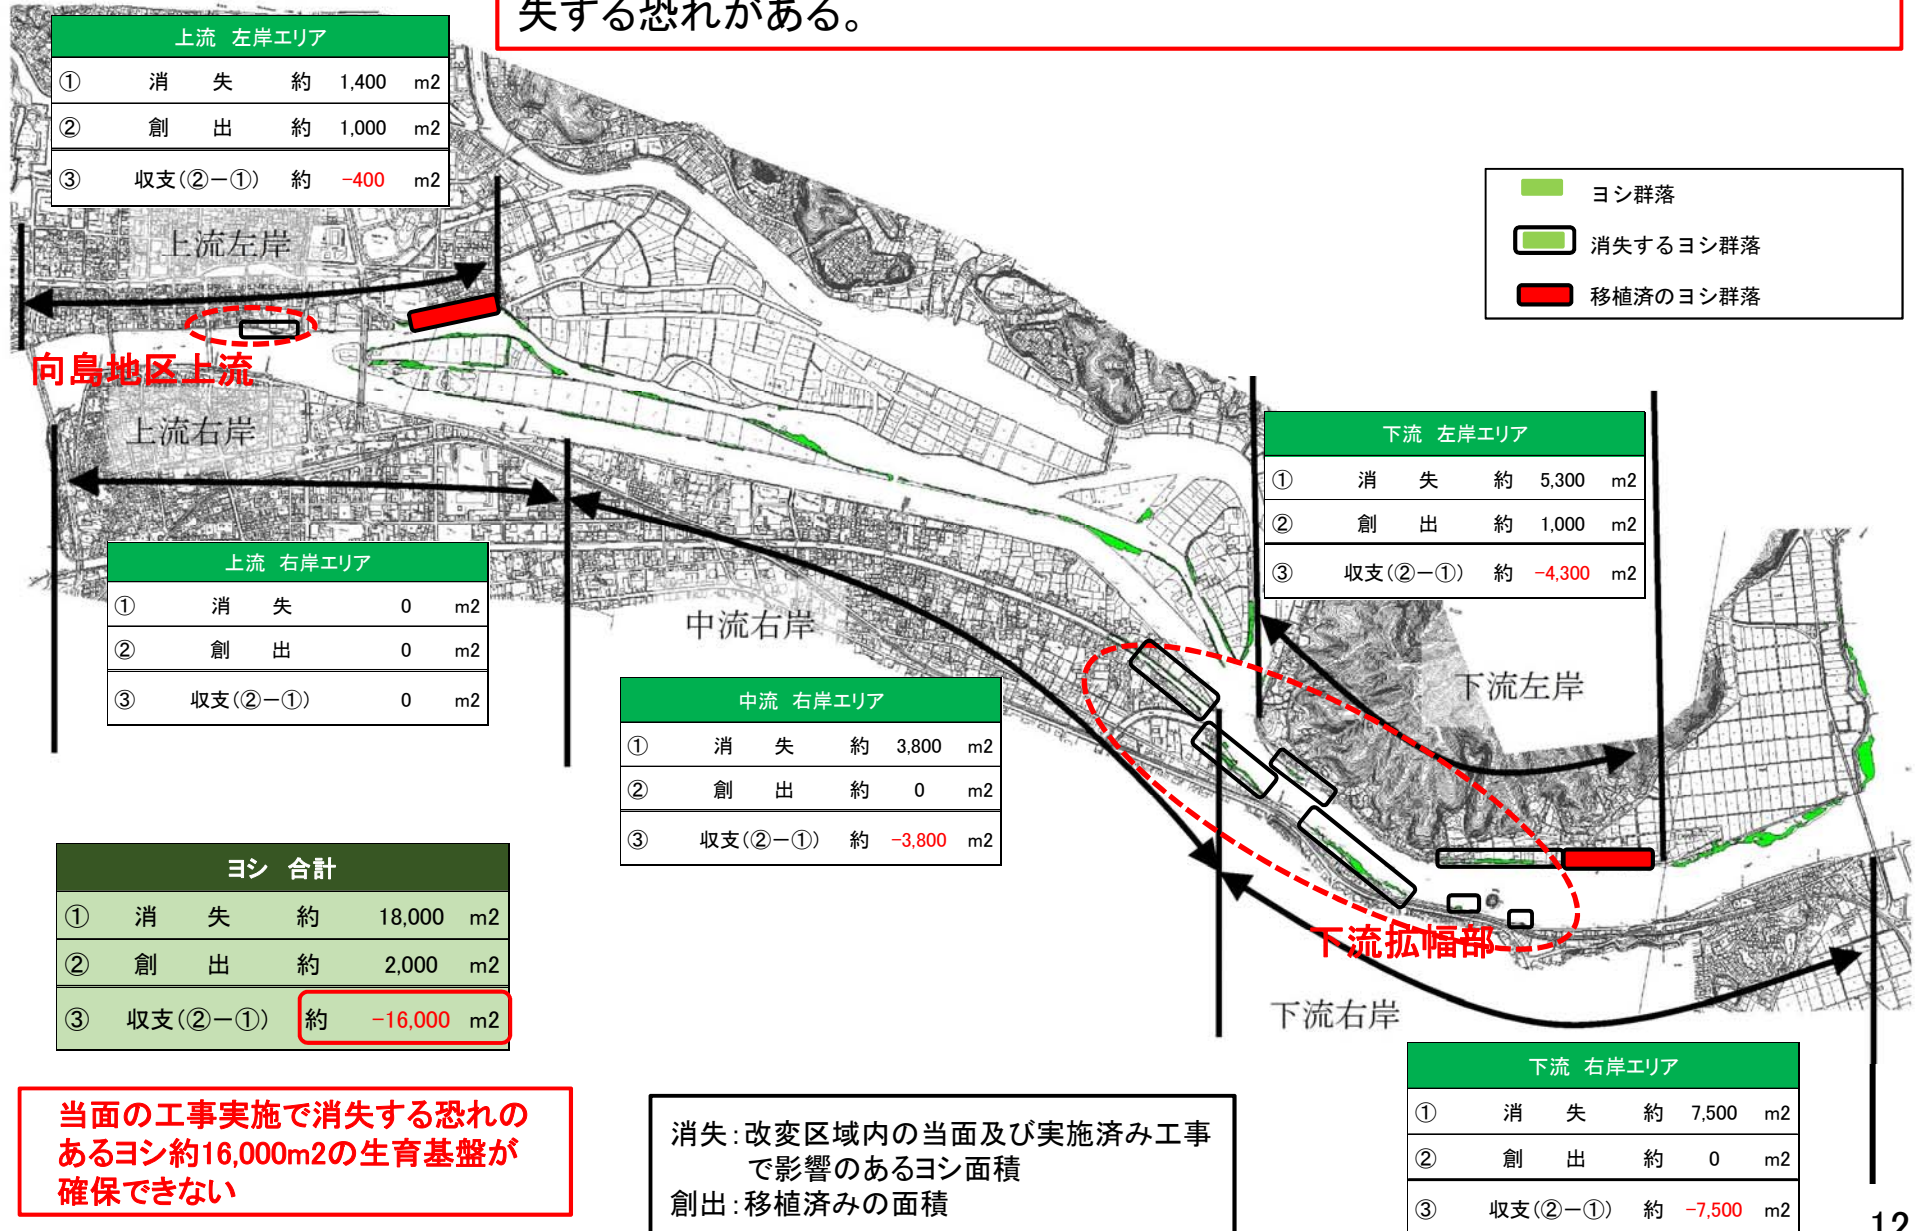 失する恐れがある。
上流 左岸エリア
① 消 失 約 1,400 m2
② 創 出 約 1,000 m2
③ 収支(②－①) 約 -400 m2
ヨシ群落
消失するヨシ群落
移植済のヨシ群落
上流左岸
向島地区上流
上流右岸
下流 左岸エリア
① 消 失 約 5,300 m2
② 創 出 約 1,000 m2
③ 収支(②－①) 約 -4,300 m2
上流 右岸エリア
① 消 失 0 m2
② 創 出 0 m2
③ 収支(②－①) 0 m2
中流右岸
下流左岸
中流 右岸エリア
① 消 失 約 3,800 m2
② 創 出 約 0 m2
③ 収支(②－①) 約 -3,800 m2
ヨシ 合計
① 消 失 約 18,000 m2
② 創 出 約 2,000 m2
③ 収支(②－①) 約 -16,000 m2
下流拡幅部
下流右岸
下流 右岸エリア
① 消 失 約 7,500 m2
② 創 出 約 0 m2
③ 収支(②－①) 約 -7,500 m2
当面の工事実施で消失する恐れの
あるヨシ約16,000m2の生育基盤が
確保できない
消失:改変区域内の当面及び実施済み工事
で影響のあるヨシ面積
創出:移植済みの面積
12